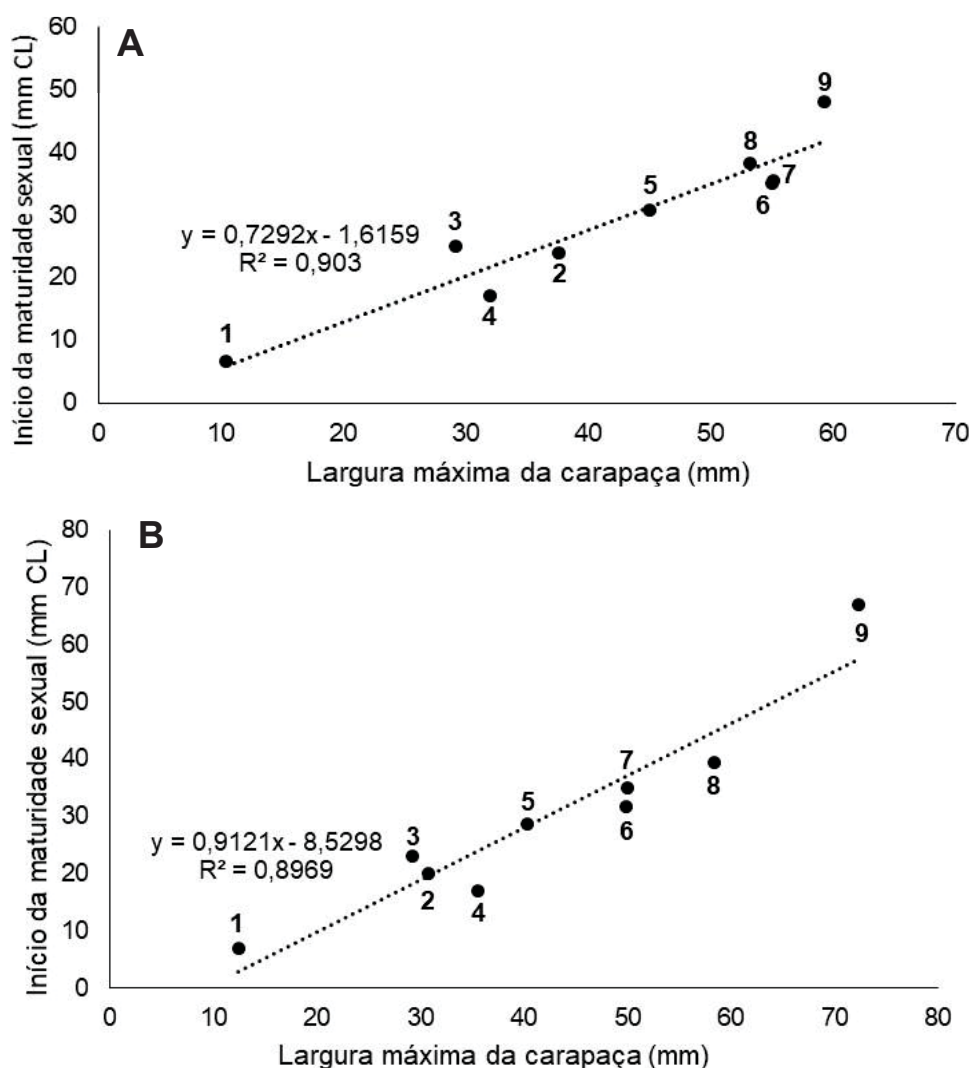 A
Início da maturidade sexual (mm CL)
60
50
40
30
20
10
0
y = 0,7292x - 1,6159
R² = 0,903
1
3
4
2
5
8
6
7
9
0 10 20 30 40 50 60 70
Largura máxima da carapaça (mm)
B
Início da maturidade sexual (mm CL)
80
70
60
50
40
30
20
10
0
y = 0,9121x - 8,5298
R² = 0,8969
1
3
2
4
5
7
6
8
9
0 10 20 30 40 50 60 70 80
Largura máxima da carapaça (mm)